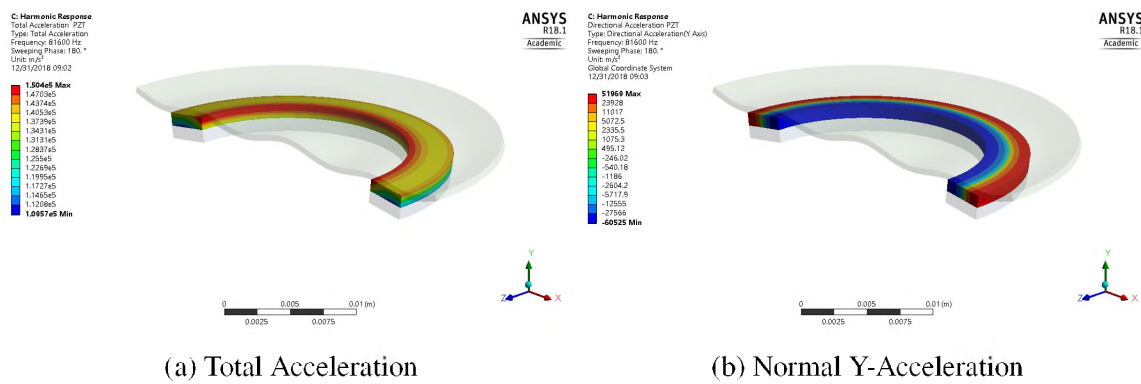 C: Harmonic Response
Total Acceleration PZT
Type: Total Acceleration
Frequency: 81600 Hz
Sweeping Phase: 180. °
Unit: m/s²
12/31/2018 09:02
1.504e5 Max
1.4703e5
1.4374e5
1.4053e5
1.3739e5
1.3431e5
1.3131e5
1.2837e5
1.255e5
1.2269e5
1.1995e5
1.1727e5
1.1465e5
1.1208e5
1.0957e5 Min
ANSYS
R18.1
Academic
0
0.005
0.01 (m)
0.0025
0.0075
Y
Z
X
(a) Total Acceleration
C: Harmonic Response
Directional Acceleration PZT
Type: Directional Acceleration(Y Axis)
Frequency: 81600 Hz
Sweeping Phase: 180. °
Unit: m/s²
Global Coordinate System
12/31/2018 09:03
51969 Max
23928
11017
5072.5
2335.5
1075.3
495.12
-246.02
-540.18
-1186
-2604.2
-5717.9
-12555
-27566
-60525 Min
ANSYS
R18.1
Academic
0
0.005
0.01 (m)
0.0025
0.0075
Y
Z
X
(b) Normal Y-Acceleration